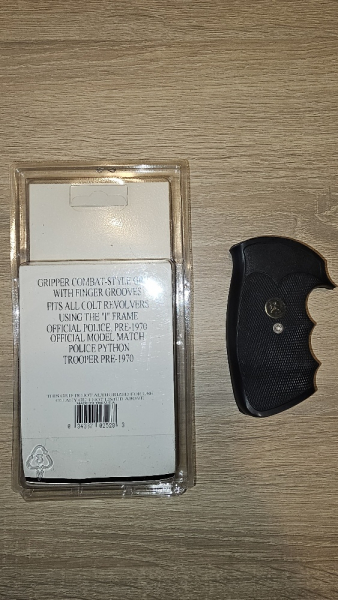 GRIPPER COMBAT-STYLE
WITH FINGER GROOVES
FITS ALL COLT REVOLVERS
USING THE "I" FRAME
OFFICIAL POLICE, PRE-1970
OFFICIAL MODEL MATCH
POLICE PYTHON
TROOPER PRE-1970